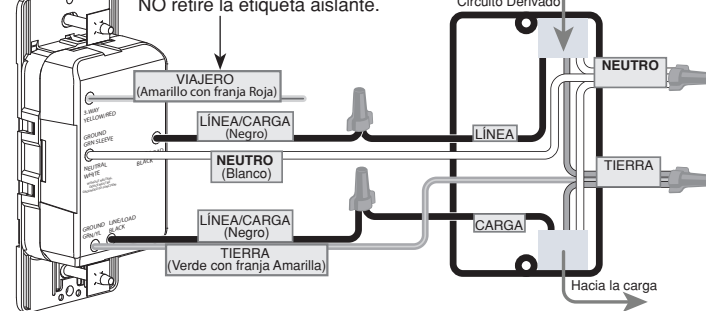 NO retire la etiqueta aislante.
Circuito Derivado
VIAJERO
(Amarillo con franja Roja)
NEUTRO
3-WAY
YELLOW/RED
LÍNEA/CARGA
(Negro)
LÍNEA
GROUND
GRN SLEEVE
BLACK
NEUTRO
(Blanco)
NEUTRAL
WHITE
TIERRA
LÍNEA/CARGA
(Negro)
CARGA
GROUND LINE/LOAD
GRN/YL BLACK
TIERRA
(Verde con franja Amarilla)
Hacia la carga